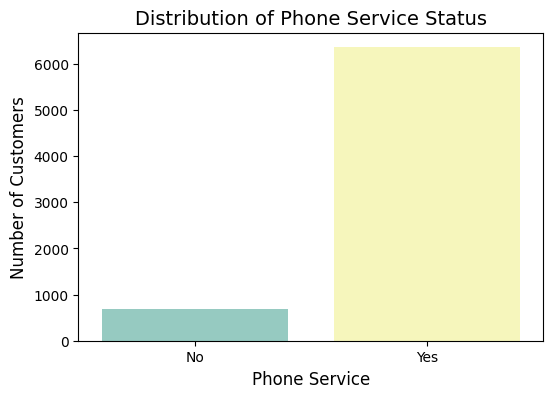 Distribution of Phone Service Status
6000
5000
4000
3000
2000
1000
0
Number of Customers
No
Yes
Phone Service